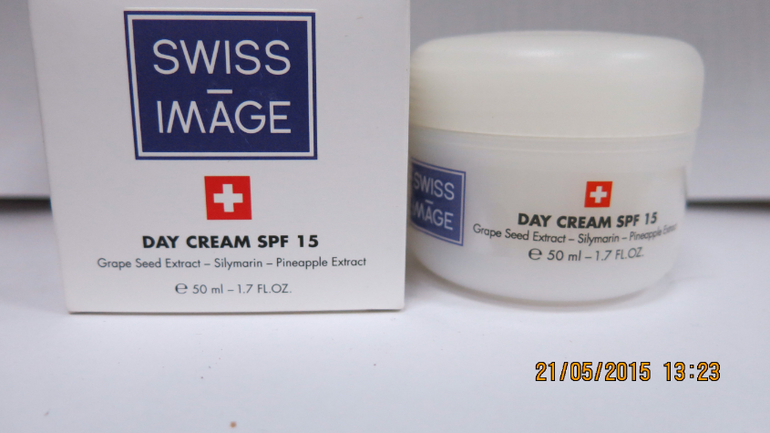 SWISS
IMAGE
DAY CREAM SPF 15
Grape Seed Extract – Silymarin – Pineapple Extract
℮ 50 ml – 1.7 FL.OZ.
SWISS
IMAGE
DAY CREAM SPF 15
Grape Seed Extract – Silymarin – Pineapple
℮ 50 ml – 1.7 FL.OZ.
21/05/2015 13:23